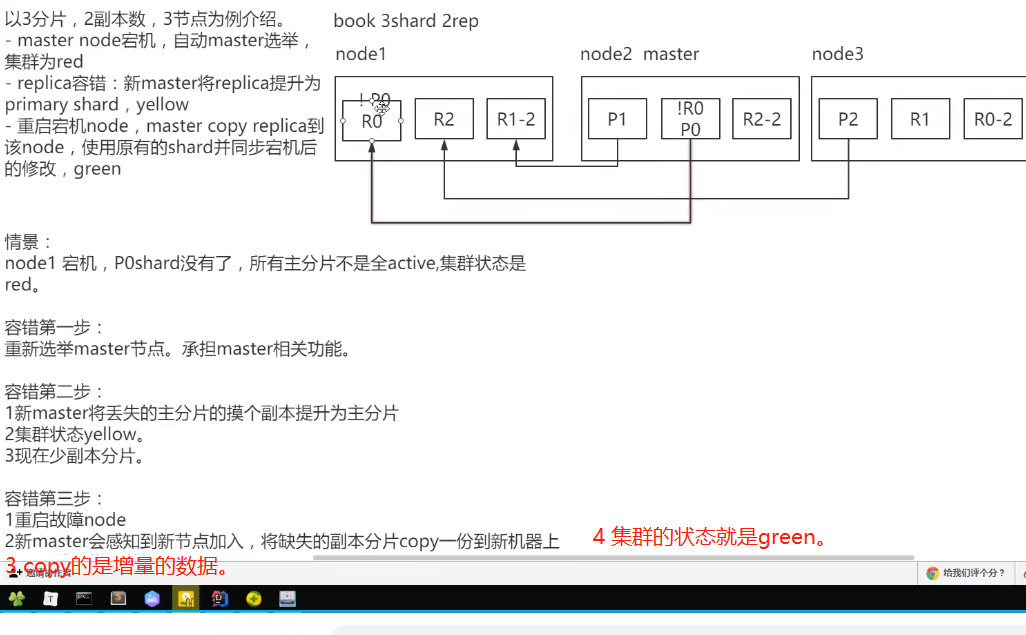 以3分片，2副本数，3节点为例介绍。
- master node宕机，自动master选举，
集群为red
- replica容错：新master将replica提升为
primary shard，yellow
- 重启宕机node，master copy replica到
该node，使用原有的shard并同步宕机后
的修改，green
book 3shard 2rep
node1
node2 master
node3
! P0
R0
R2
R1-2
P1
!R0
P0
R2-2
P2
R1
R0-2
情景：
node1 宕机，P0shard没有了，所有主分片不是全active,集群状态是
red。
容错第一步：
重新选举master节点。承担master相关功能。
容错第二步：
1新master将丢失的主分片的摸个副本提升为主分片
2集群状态yellow。
3现在少副本分片。
容错第三步：
1重启故障node
2新master会感知到新节点加入，将缺失的副本分片copy一份到新机器上
4 集群的状态就是green。
3 copy的是增量的数据。
给我们评个分？